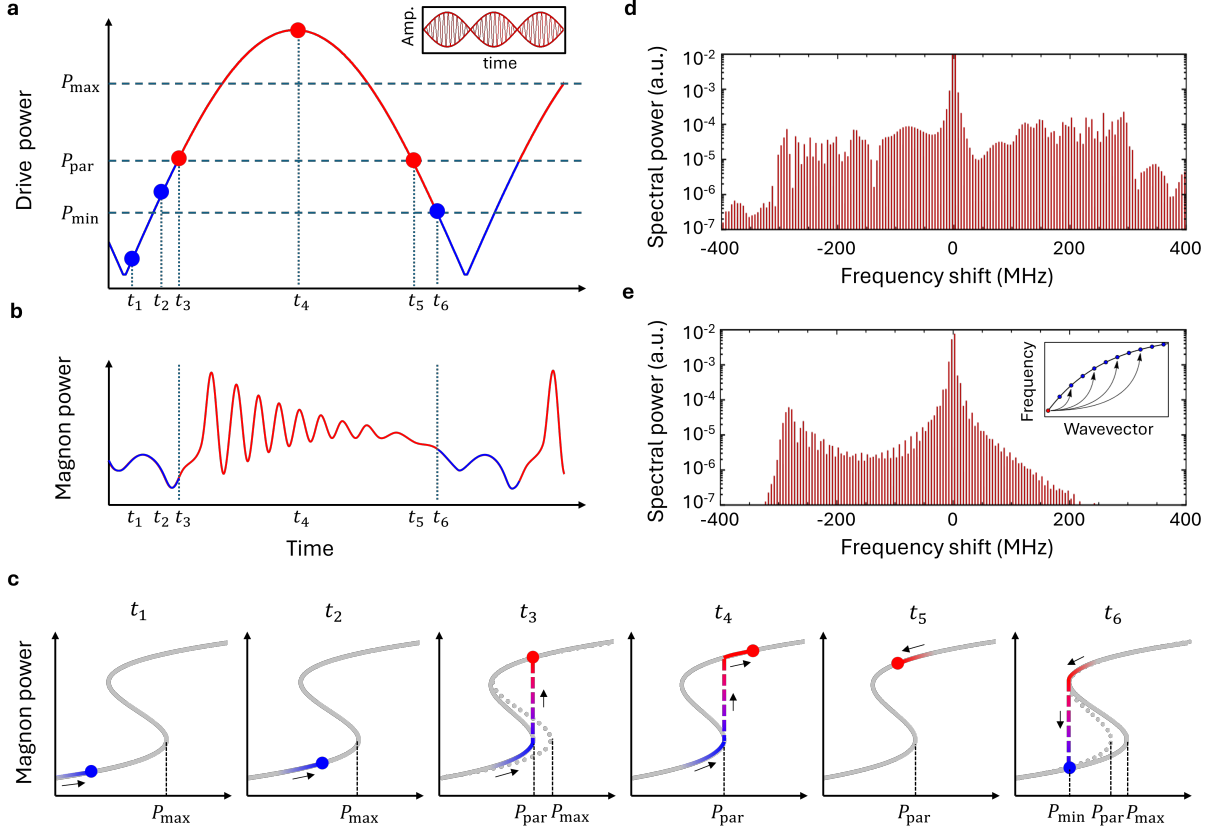 a
Amp.
time
Drive power
P_max
P_par
P_min
t_1 t_2 t_3 t_4 t_5 t_6
b
Magnon power
t_1 t_2 t_3 t_4 t_5 t_6
Time
c
Magnon power
t_1 t_2 t_3 t_4 t_5 t_6
P_max
P_max
P_par P_max
P_par
P_par
P_min P_par P_max
d
Spectral power (a.u.)
10^-2
10^-3
10^-4
10^-5
10^-6
10^-7
-400 -200 0 200 400
Frequency shift (MHz)
e
Spectral power (a.u.)
10^-2
10^-3
10^-4
10^-5
10^-6
10^-7
-400 -200 0 200 400
Frequency shift (MHz)
Frequency
Wavevector